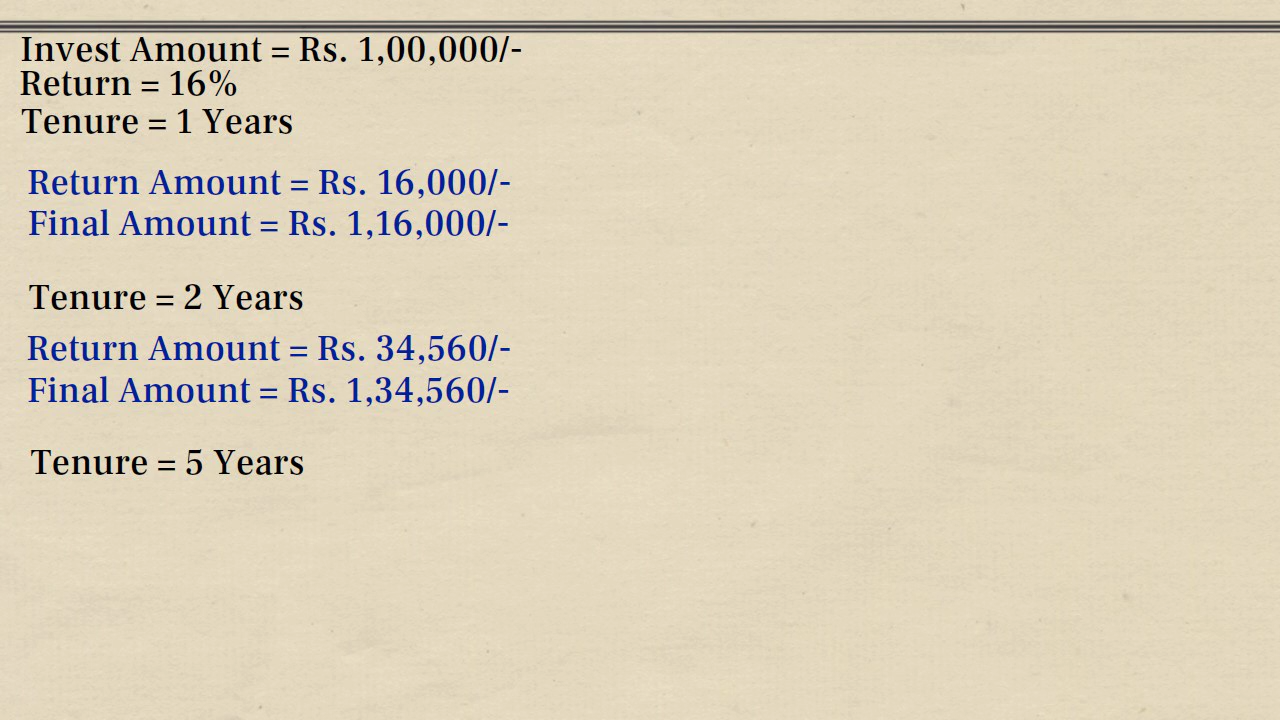 Invest Amount = Rs. 1,00,000/-
Return = 16%
Tenure = 1 Years
Return Amount = Rs. 16,000/-
Final Amount = Rs. 1,16,000/-
Tenure = 2 Years
Return Amount = Rs. 34,560/-
Final Amount = Rs. 1,34,560/-
Tenure = 5 Years